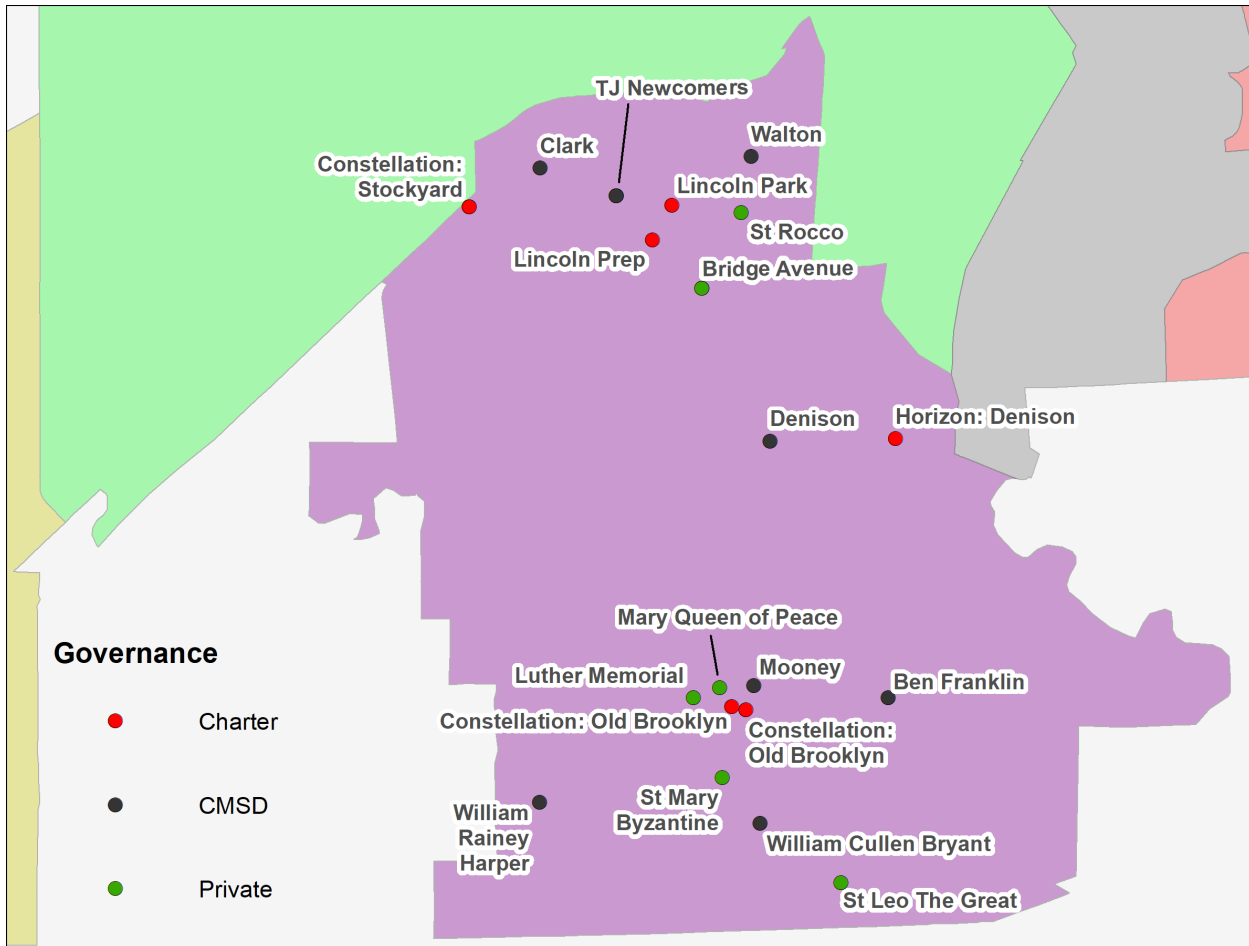 TJ Newcomers
Clark
Walton
Constellation:
Stockyard
Lincoln Park
St Rocco
Lincoln Prep
Bridge Avenue
Denison
Horizon: Denison
Mary Queen of Peace
Luther Memorial
Mooney
Ben Franklin
Constellation: Old Brooklyn
Constellation:
Old Brooklyn
St Mary
Byzantine
William
Rainey
Harper
William Cullen Bryant
St Leo The Great
Governance
Charter
CMSD
Private